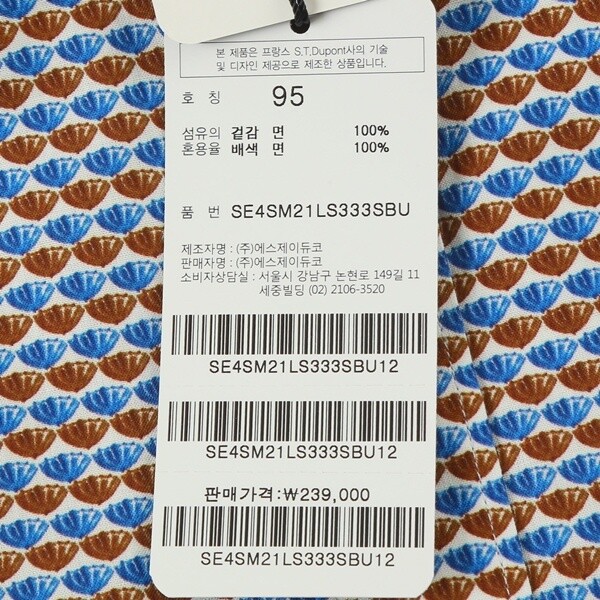 본 제품은 프랑스 S.T.Dupont사의 기술
및 디자인 제공으로 제조한 상품입니다.
호 칭 95
섬유의 겉감 면 100%
혼용율 배색 면 100%
품 번 SE4SM21LS333SBU
제조자명 : (주)에스제이듀코
판매자명 : (주)에스제이듀코
소비자상담실 : 서울시 강남구 논현로 149길 11
세중빌딩 (02) 2106-3520
SE4SM21LS333SBU12
SE4SM21LS333SBU12
판매가격:₩239,000
SE4SM21LS333SBU12